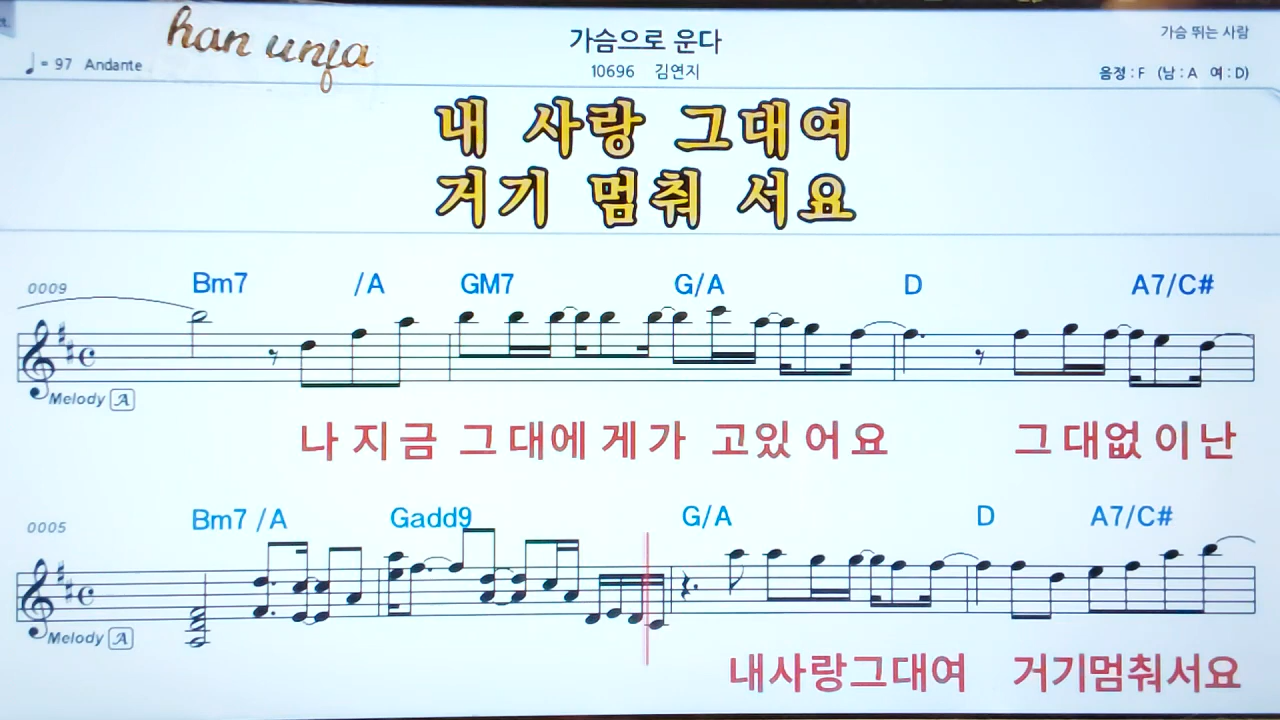 han unja
가슴으로 운다
가슴 뛰는 사람
♩= 97 Andante
10696 김연지
음정 : F (남 : A 여 : D)
내 사랑 그대여
거기 멈춰 서요
0009 Bm7 /A GM7 G/A D A7/C#
Melody A
나 지금 그대에게가 고있어요 그대없이난
0005 Bm7 /A Gadd9 G/A D A7/C#
Melody A
내사랑그대여 거기멈춰서요